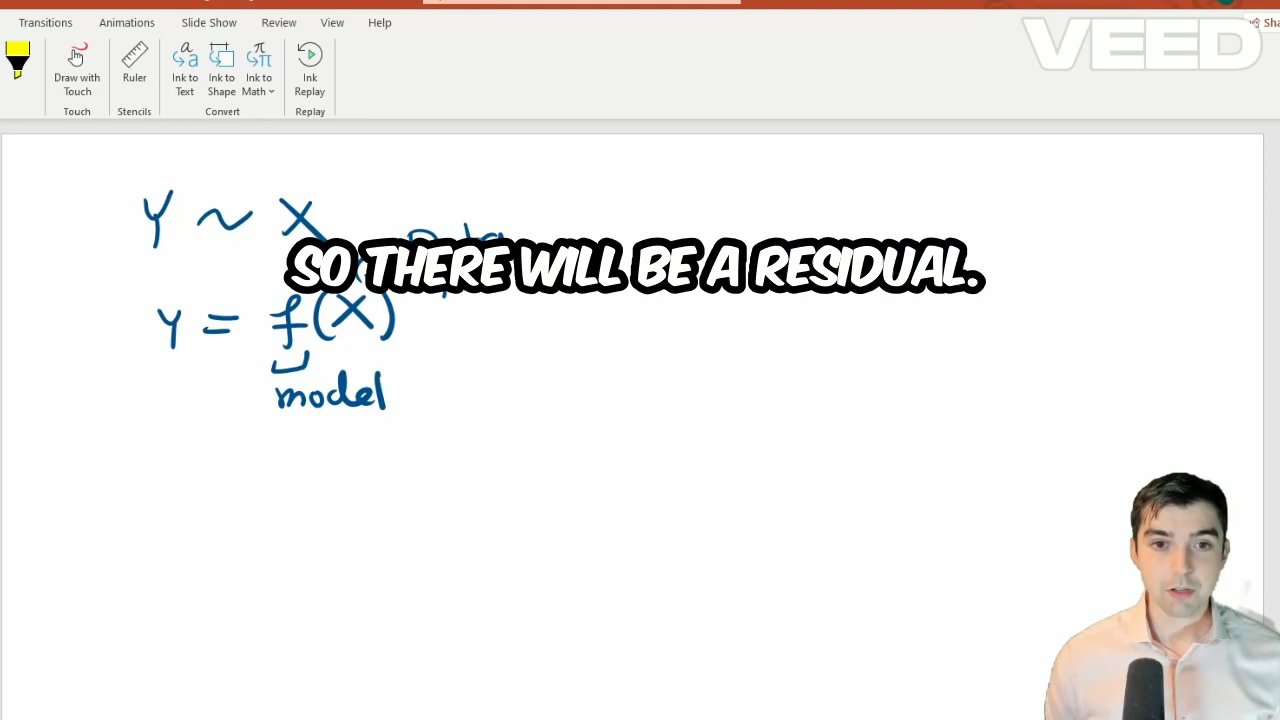 Transitions Animations Slide Show Review View Help
Sha
VEED
Draw with Touch
Ruler
Ink to Text
Ink to Shape
Ink to Math
Ink Replay
Touch
Stencils
Convert
Replay
Y ~ X
SO THERE WILL BE A RESIDUAL.
Y = f(X)
model